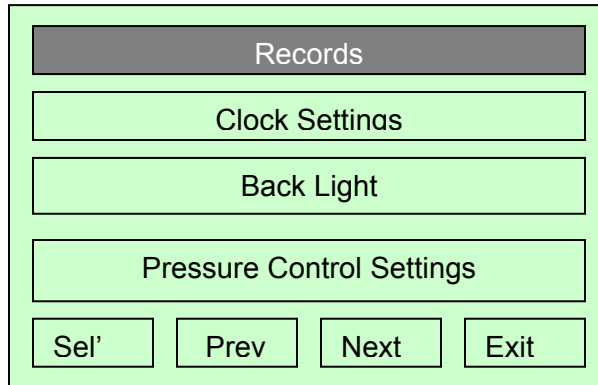 Records
Clock Settings
Back Light
Pressure Control Settings
Sel’ Prev Next Exit